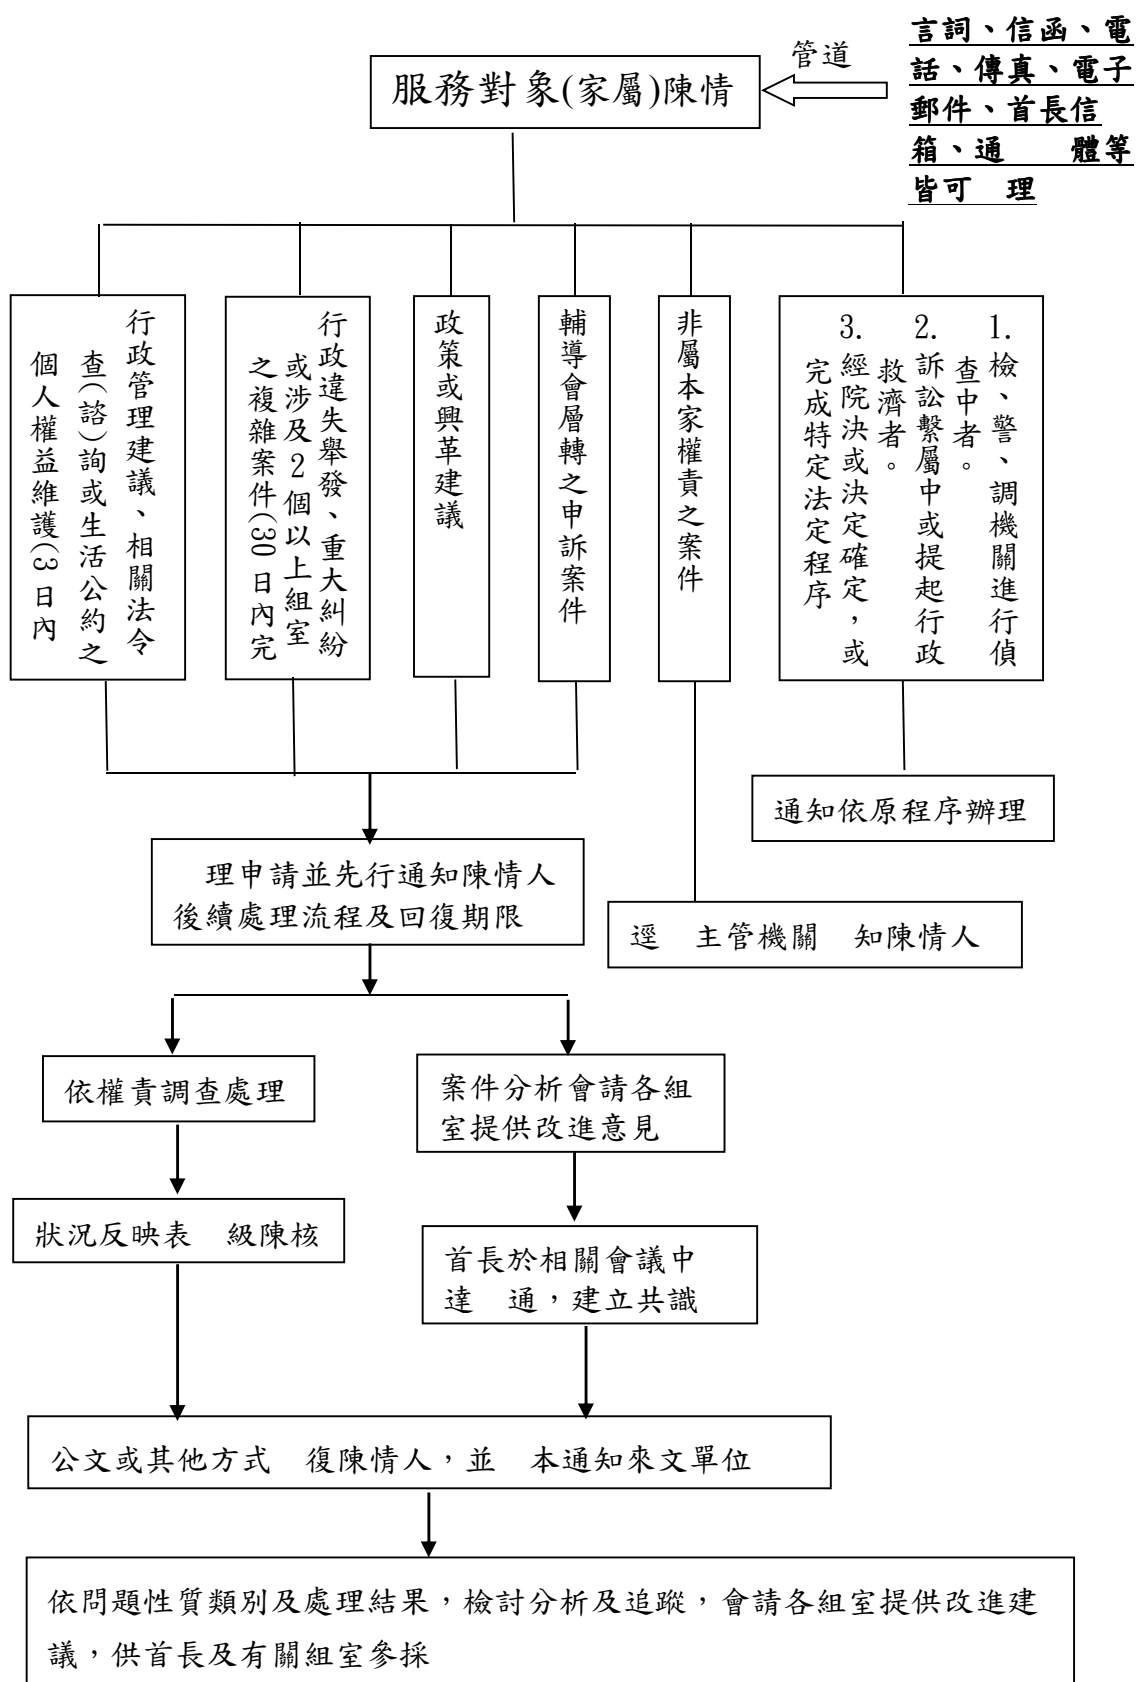 管道
言詞、信函、電
話、傳真、電子
郵件、首長信
箱、通 體等
皆可 理
服務對象(家屬)陳情
行政管理建議、相關法令
查(諮)詢或生活公約之
個人權益維護(3日內
行政違失舉發、重大糾紛
或涉及2個以上組室
之複雜案件(30日內完
政策或興革建議
輔導會層轉之申訴案件
非屬本家權責之案件
1. 檢、警、調機關進行偵
查中者。
2. 訴訟繫屬中或提起行政
救濟者。
3. 經院決或決定確定,或
完成特定法定程序
通知依原程序辦理
理申請並先行通知陳情人
後續處理流程及回復期限
逕 主管機關 知陳情人
依權責調查處理
案件分析會請各組
室提供改進意見
狀況反映表 級陳核
首長於相關會議中
達 通,建立共識
公文或其他方式 復陳情人,並 本通知來文單位
依問題性質類別及處理結果,檢討分析及追蹤,會請各組室提供改進建
議,供首長及有關組室參採